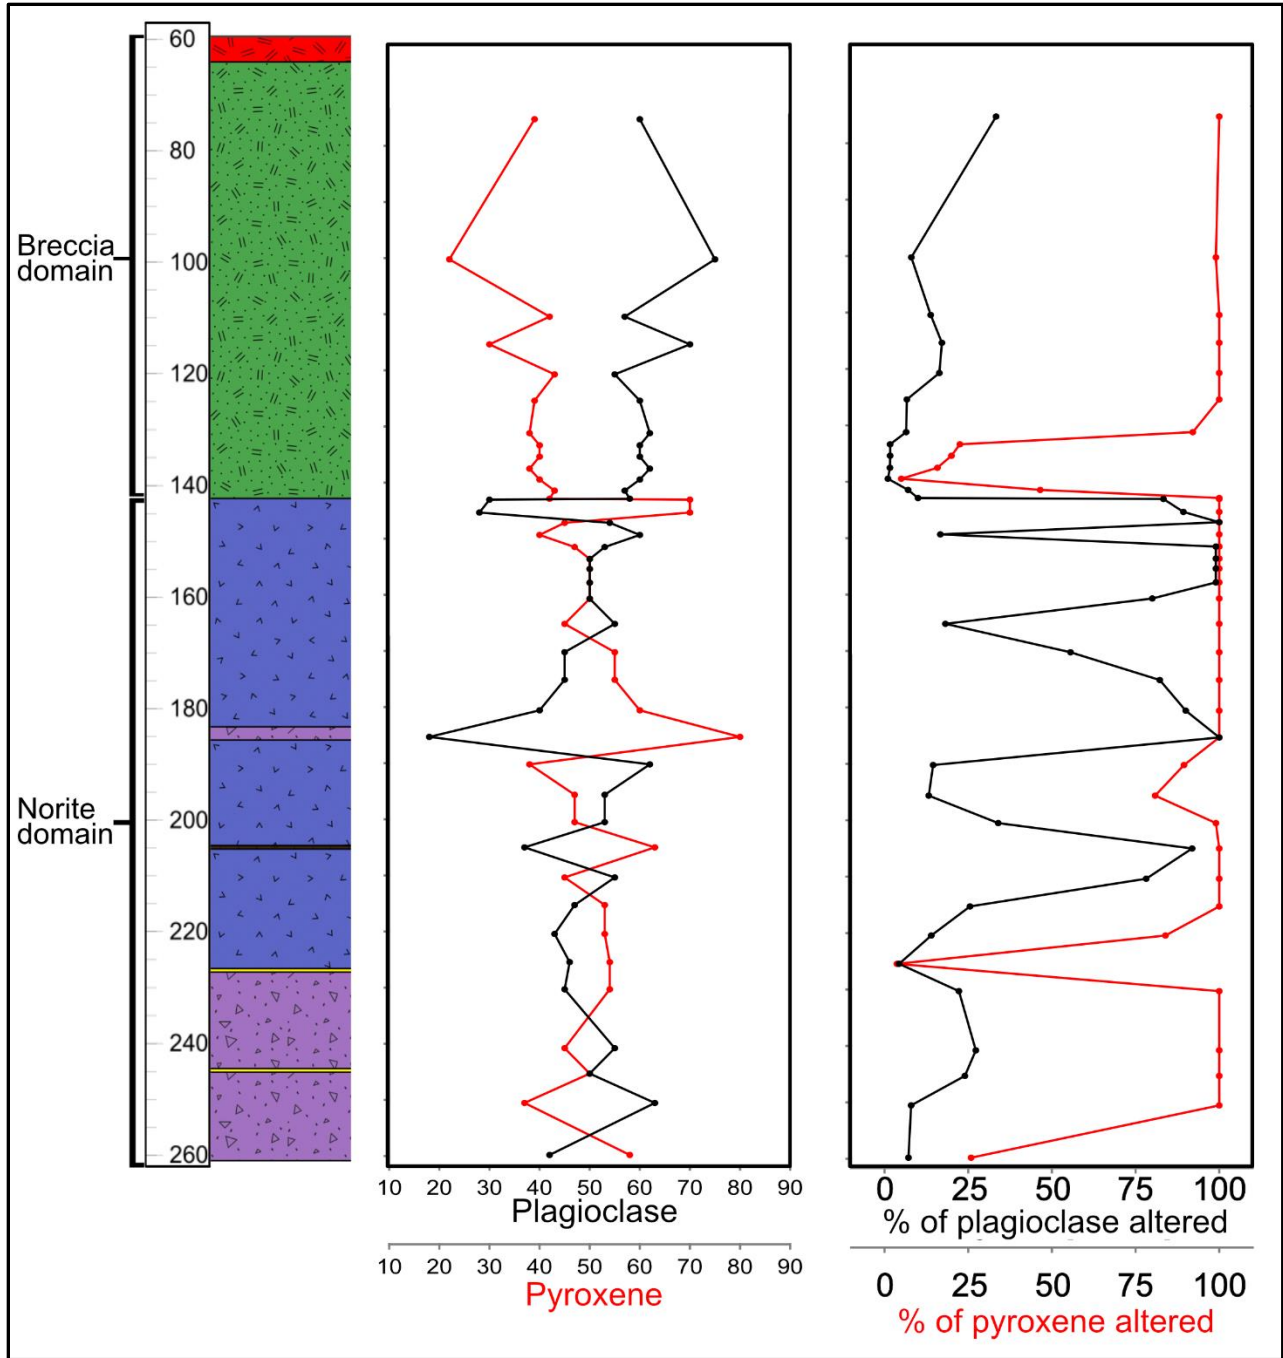 Breccia
domain
Norite
domain
60
80
100
120
140
160
180
200
220
240
260
10 20 30 40 50 60 70 80 90
Plagioclase
10 20 30 40 50 60 70 80 90
Pyroxene
0 25 50 75 100
% of plagioclase altered
0 25 50 75 100
% of pyroxene altered